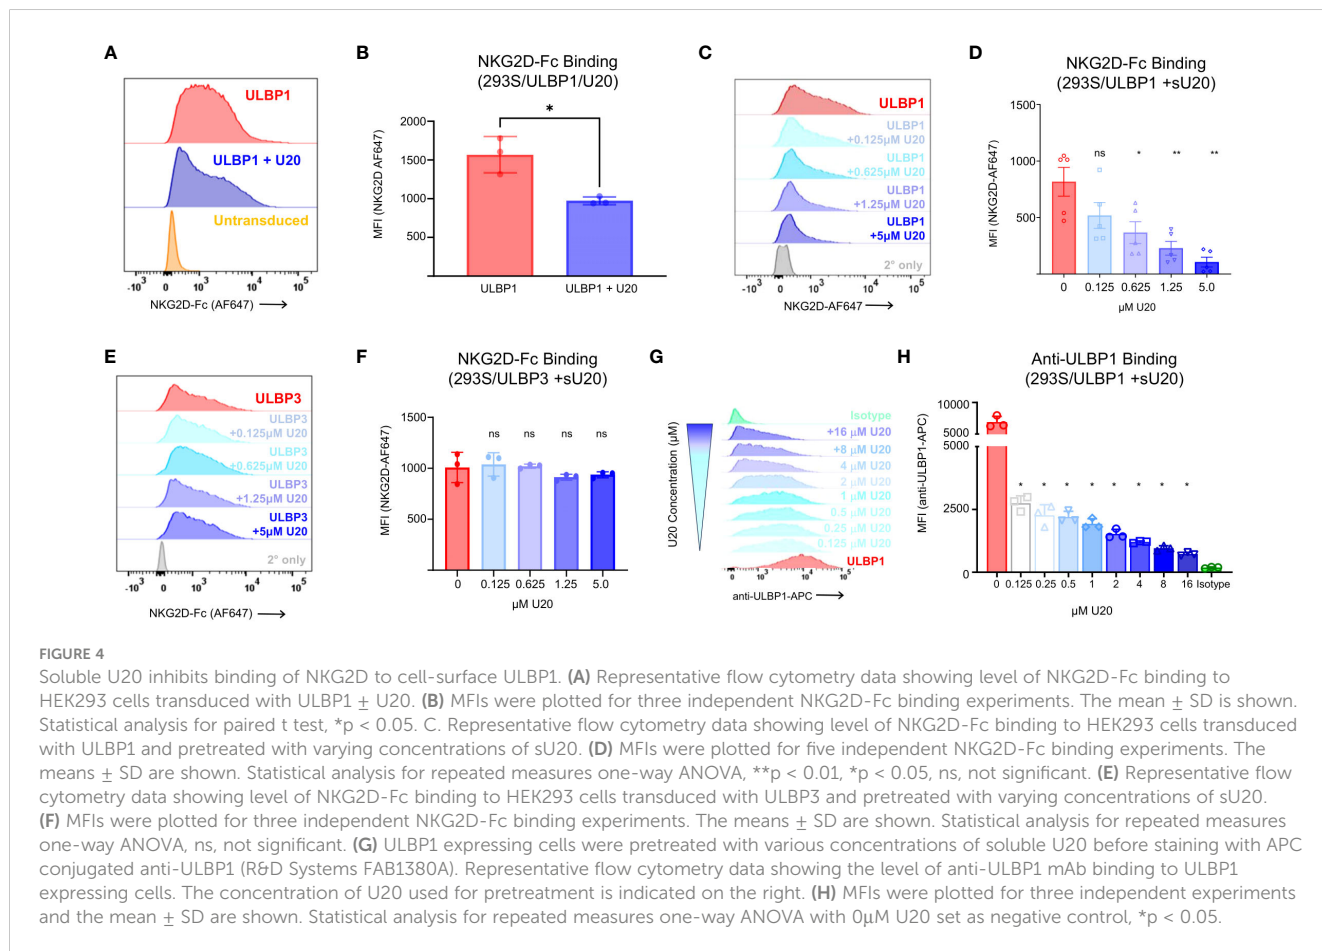 A
ULBP1
ULBP1 + U20
Untransduced
-10³ 0 10³ 10⁴ 10⁵
NKG2D-Fc (AF647)
B
NKG2D-Fc Binding
(293S/ULBP1/U20)
*
MFI (NKG2D AF647)
2000
1500
1000
500
ULBP1 ULBP1 + U20
C
ULBP1
ULBP1
+0.125µM U20
ULBP1
+0.625µM U20
ULBP1
+1.25µM U20
ULBP1
+5µM U20
2° only
-10³ 0 10³ 10⁴ 10⁵
NKG2D-AF647
D
NKG2D-Fc Binding
(293S/ULBP1 +sU20)
MFI (NKG2D-AF647)
1500
1000
500
ns * ** **
0 0.125 0.625 1.25 5.0
µM U20
E
ULBP3
ULBP3
+0.125µM U20
ULBP3
+0.625µM U20
ULBP3
+1.25µM U20
ULBP3
+5µM U20
2° only
-10³ 0 10³ 10⁴ 10⁵
NKG2D-Fc (AF647)
F
NKG2D-Fc Binding
(293S/ULBP3 +sU20)
MFI (NKG2D-AF647)
1500
1000
500
ns ns ns ns
0 0.125 0.625 1.25 5.0
µM U20
G
U20 Concentration (µM)
Isotype
+16 µM U20
+8 µM U20
4 µM U20
2 µM U20
1 µM U20
0.5 µM U20
0.25 µM U20
0.125 µM U20
ULBP1
0 10³ 10⁴ 10⁵
anti-ULBP1-APC
H
Anti-ULBP1 Binding
(293S/ULBP1 +sU20)
MFI (anti-ULBP1-APC)
10000
5000
5000
2500
0
* * * * * * * *
0 0.125 0.25 0.5 1 2 4 8 16 Isotype
µM U20
FIGURE 4
Soluble U20 inhibits binding of NKG2D to cell-surface ULBP1. (A) Representative flow cytometry data showing level of NKG2D-Fc binding to
HEK293 cells transduced with ULBP1 ± U20. (B) MFIs were plotted for three independent NKG2D-Fc binding experiments. The mean ± SD is shown.
Statistical analysis for paired t test, *p < 0.05. C. Representative flow cytometry data showing level of NKG2D-Fc binding to HEK293 cells transduced
with ULBP1 and pretreated with varying concentrations of sU20. (D) MFIs were plotted for five independent NKG2D-Fc binding experiments. The
means ± SD are shown. Statistical analysis for repeated measures one-way ANOVA, **p < 0.01, *p < 0.05, ns, not significant. (E) Representative flow
cytometry data showing level of NKG2D-Fc binding to HEK293 cells transduced with ULBP3 and pretreated with varying concentrations of sU20.
(F) MFIs were plotted for three independent NKG2D-Fc binding experiments. The means ± SD are shown. Statistical analysis for repeated measures
one-way ANOVA, ns, not significant. (G) ULBP1 expressing cells were pretreated with various concentrations of soluble U20 before staining with APC
conjugated anti-ULBP1 (R&D Systems FAB1380A). Representative flow cytometry data showing the level of anti-ULBP1 mAb binding to ULBP1
expressing cells. The concentration of U20 used for pretreatment is indicated on the right. (H) MFIs were plotted for three independent experiments
and the mean ± SD are shown. Statistical analysis for repeated measures one-way ANOVA with 0µM U20 set as negative control, *p < 0.05.